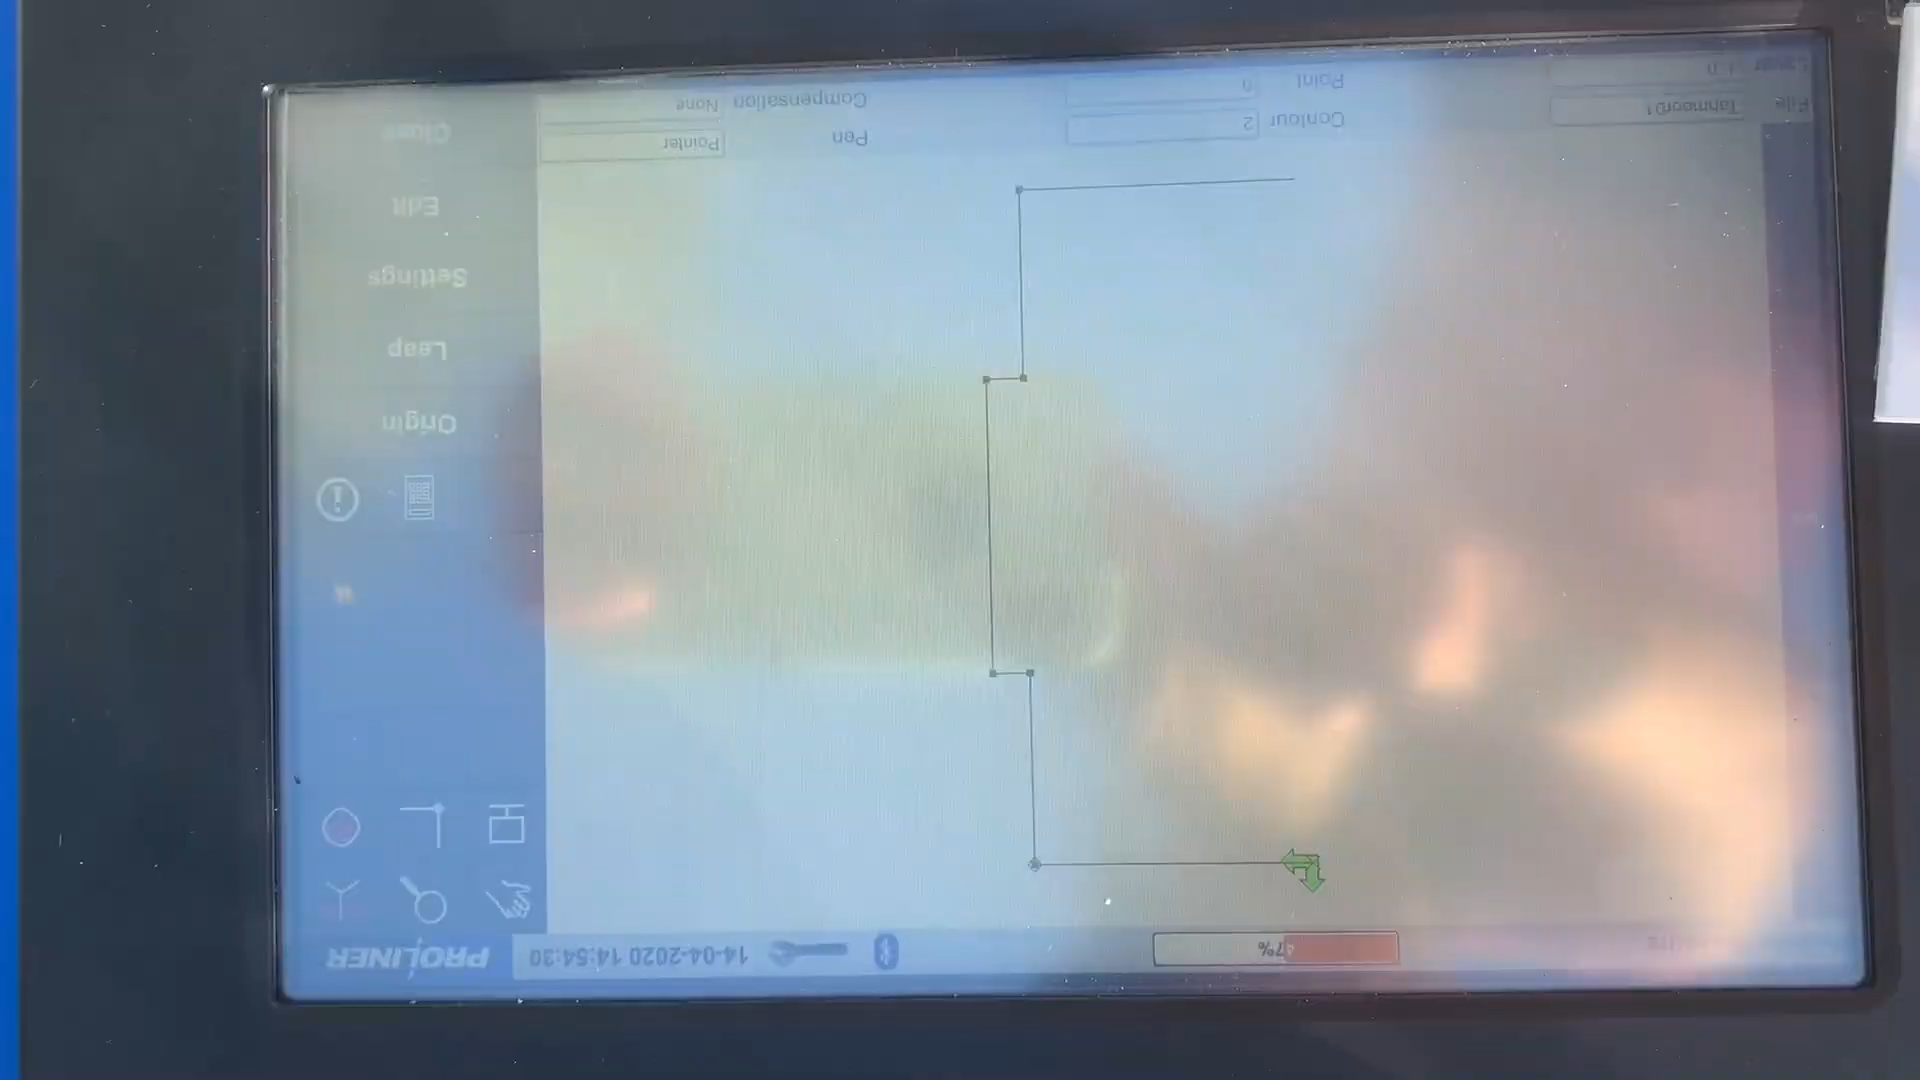 PROLINER
14-04-2020 14:54:30
47%
Origin
Leap
Settings
Edit
Close
Pen Pointer
Compensation None
Contour 2
Point 0
File Tahmoor01